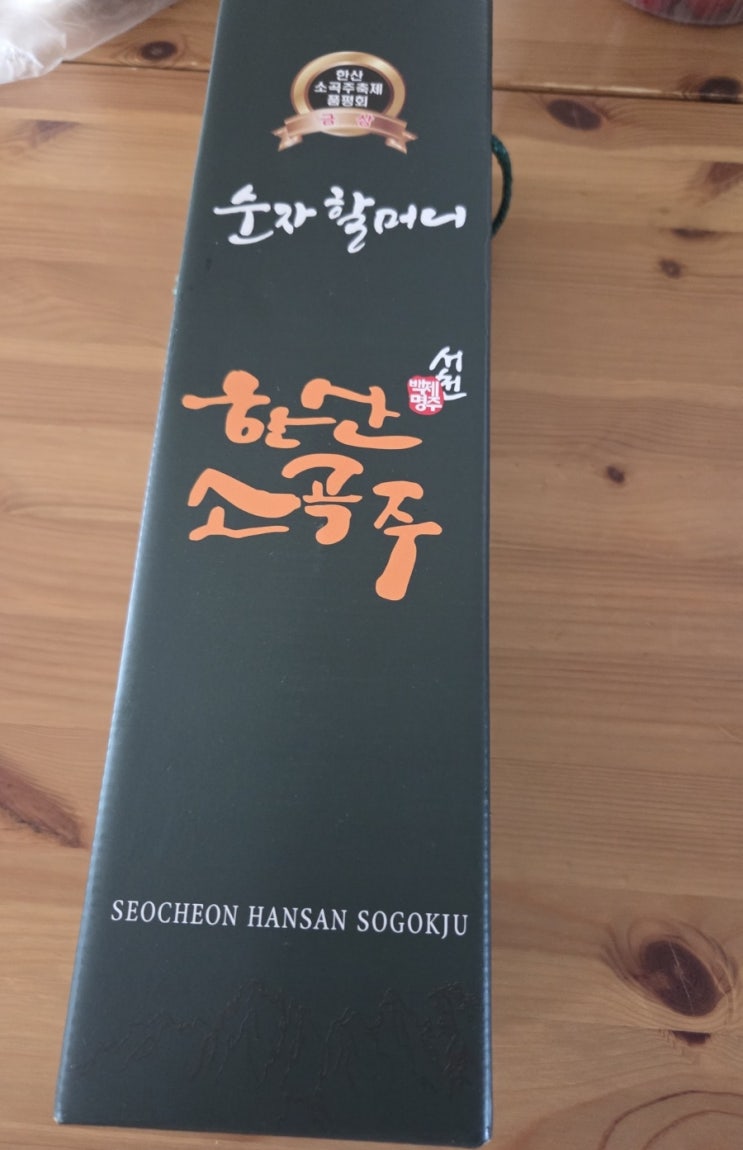 한산
소곡주축제
품평회
금 상
순자 할머니
서천
백제
명주
한산
소곡주
SEOCHEON HANSAN SOGOKJU